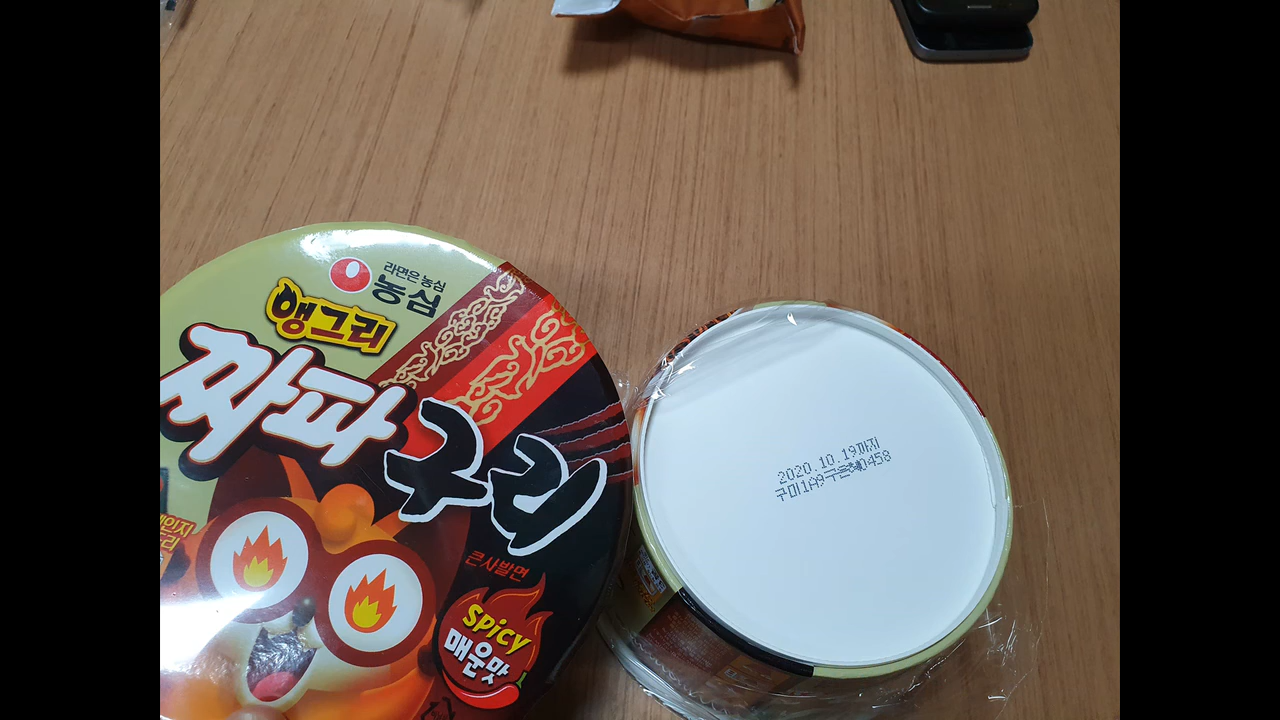 라면은 농심
농심
앵그리
짜파
구리
큰사발면
spicy
매운맛
2020.10.19까지